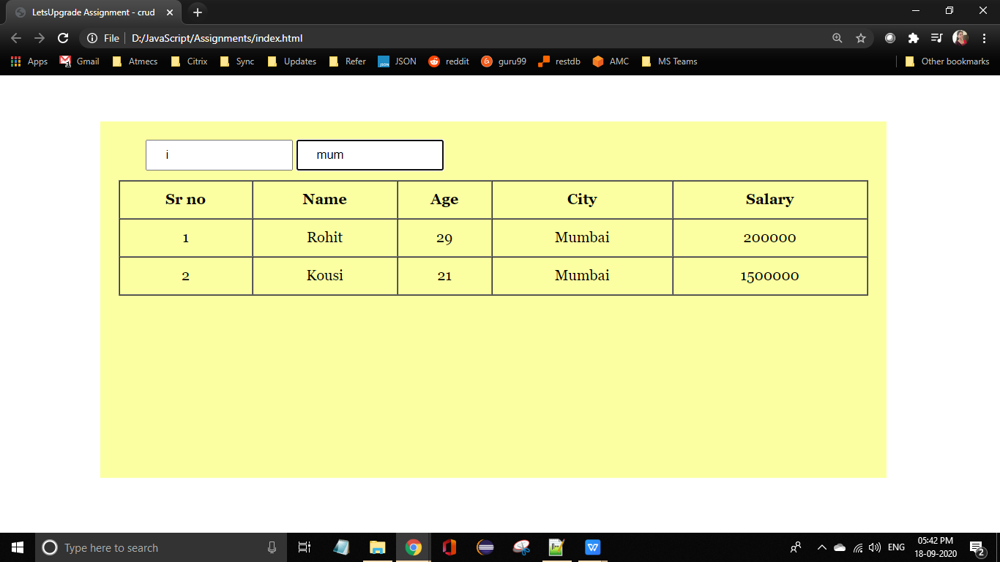 LetsUpgrade Assignment - crud
File D:/JavaScript/Assignments/index.html
Apps Gmail Atmecs Citrix Sync Updates Refer JSON reddit guru99 restdb AMC MS Teams Other bookmarks
i mum
Sr no Name Age City Salary
1 Rohit 29 Mumbai 200000
2 Kousi 21 Mumbai 1500000
Type here to search ENG 05:42 PM
18-09-2020 2